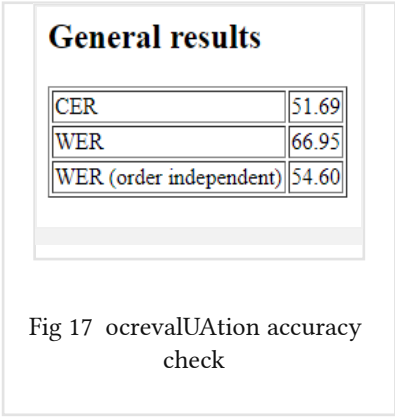 General results
CER 51.69
WER 66.95
WER (order independent) 54.60
Fig 17 ocrevalUAtion accuracy
check